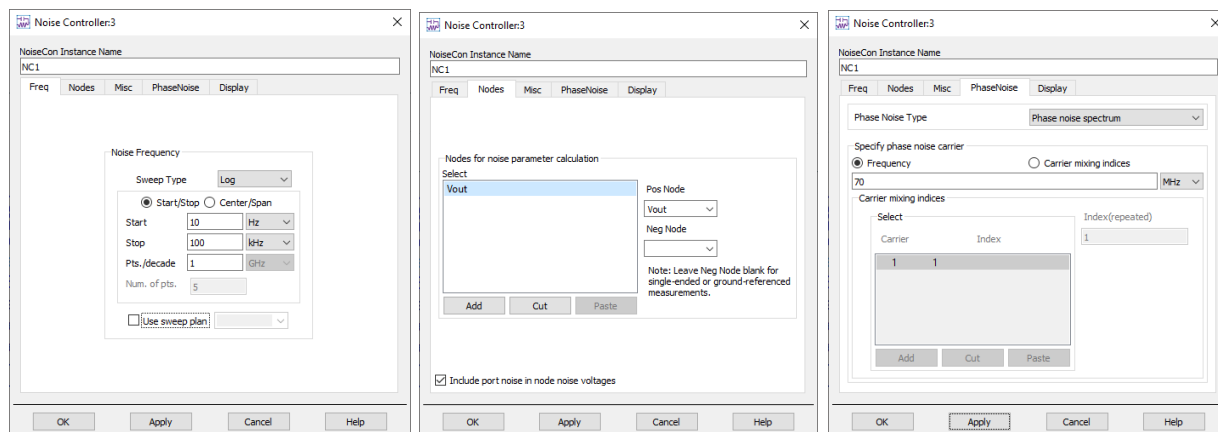 Noise Controller:3
NoiseCon Instance Name
NC1
Freq Nodes Misc PhaseNoise Display
Noise Frequency
Sweep Type Log
Start/Stop Center/Span
Start 10 Hz
Stop 100 kHz
Pts./decade 1 GHz
Num. of pts. 5
Use sweep plan
OK Apply Cancel Help
Noise Controller:3
NoiseCon Instance Name
NC1
Freq Nodes Misc PhaseNoise Display
Nodes for noise parameter calculation
Select
Vout
Pos Node
Vout
Neg Node
Note: Leave Neg Node blank for
single-ended or ground-referenced
measurements.
Add Cut Paste
Include port noise in node noise voltages
OK Apply Cancel Help
Noise Controller:3
NoiseCon Instance Name
NC1
Freq Nodes Misc PhaseNoise Display
Phase Noise Type Phase noise spectrum
Specify phase noise carrier
Frequency Carrier mixing indices
70 MHz
Carrier mixing indices
Select Index(repeated)
Carrier Index 1
1 1
Add Cut Paste
OK Apply Cancel Help